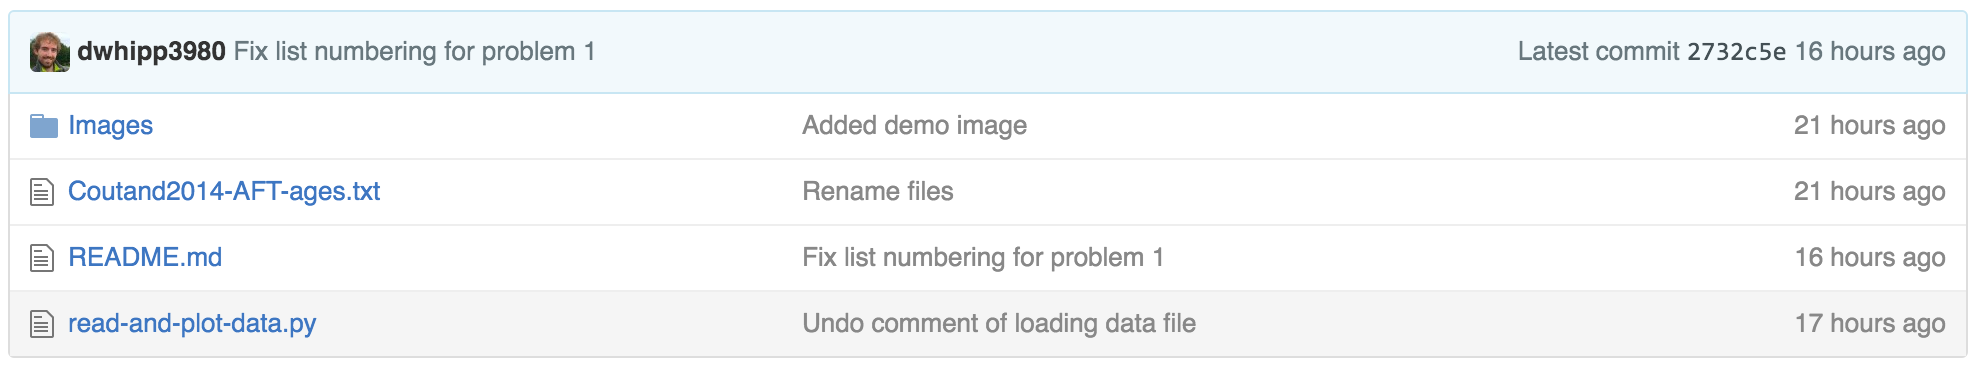 dwhipp3980 Fix list numbering for problem 1 Latest commit 2732c5e 16 hours ago
Images Added demo image 21 hours ago
Coutand2014-AFT-ages.txt Rename files 21 hours ago
README.md Fix list numbering for problem 1 16 hours ago
read-and-plot-data.py Undo comment of loading data file 17 hours ago